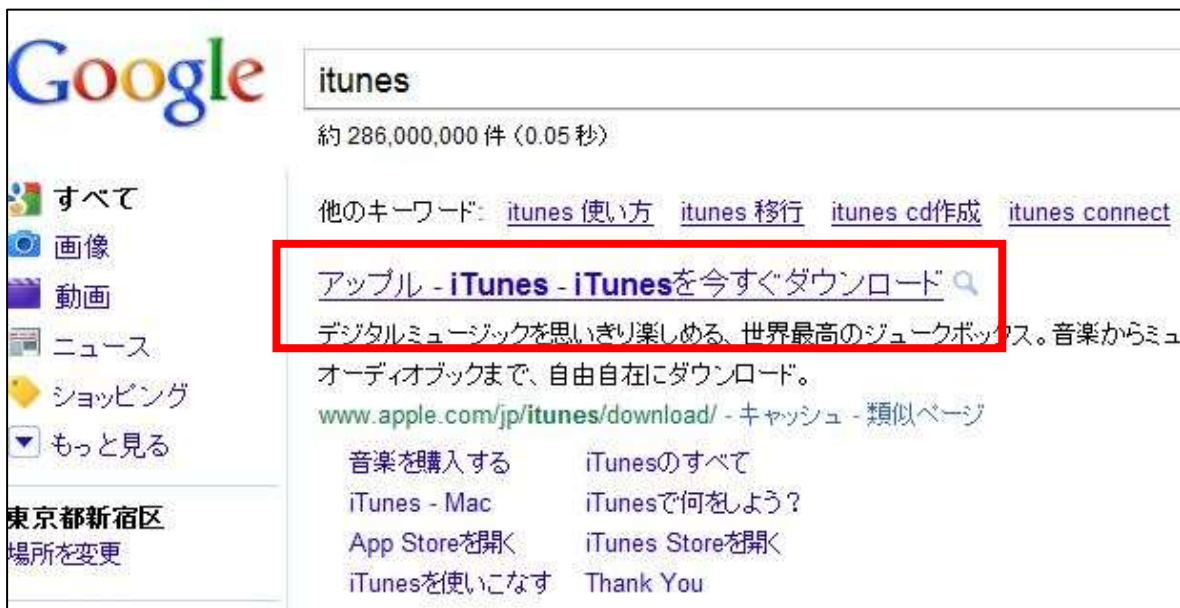 Google
itunes
約 286,000,000 件 (0.05 秒)
すべて
画像
動画
ニュース
ショッピング
もっと見る
東京都新宿区
場所を変更
他のキーワード: itunes 使い方 itunes 移行 itunes cd作成 itunes connect
アップル - iTunes - iTunesを今すぐダウンロード
デジタルミュージックを思いきり楽しめる、世界最高のジュークボックス。音楽からミュ
オーディオブックまで、自由自在にダウンロード。
www.apple.com/jp/itunes/download/ - キャッシュ - 類似ページ
音楽を購入する iTunesのすべて
iTunes - Mac iTunesで何をしよう?
App Storeを開く iTunes Storeを開く
iTunesを使いこなす Thank You